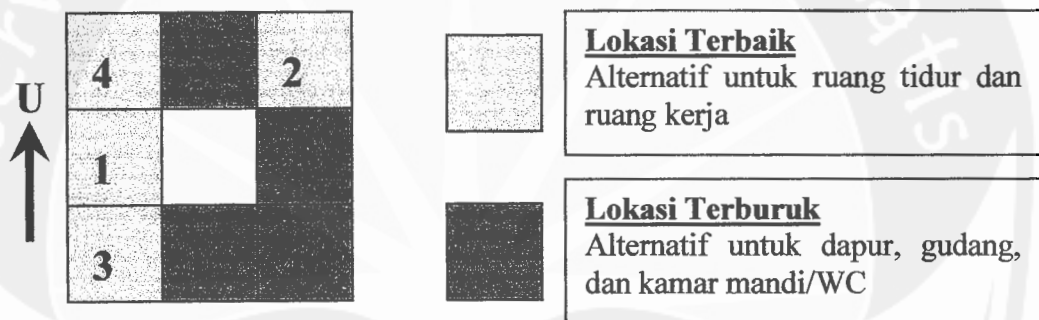 4
2
U
1
3
Lokasi Terbaik
Alternatif untuk ruang tidur dan
ruang kerja
Lokasi Terburuk
Alternatif untuk dapur, gudang,
dan kamar mandi/WC